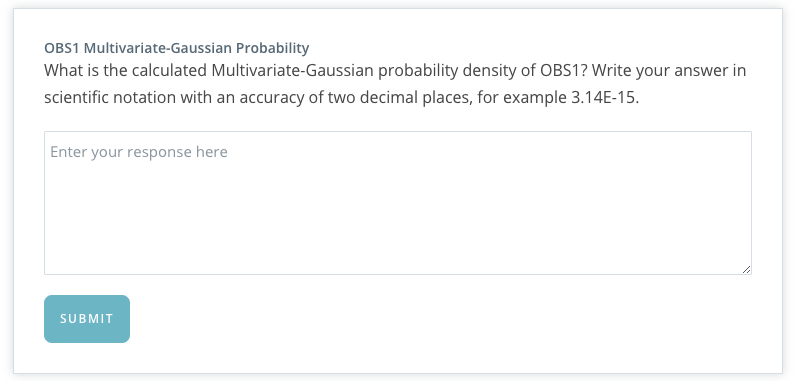 OBS1 Multivariate-Gaussian Probability
What is the calculated Multivariate-Gaussian probability density of OBS1? Write your answer in
scientific notation with an accuracy of two decimal places, for example 3.14E-15.
Enter your response here
SUBMIT